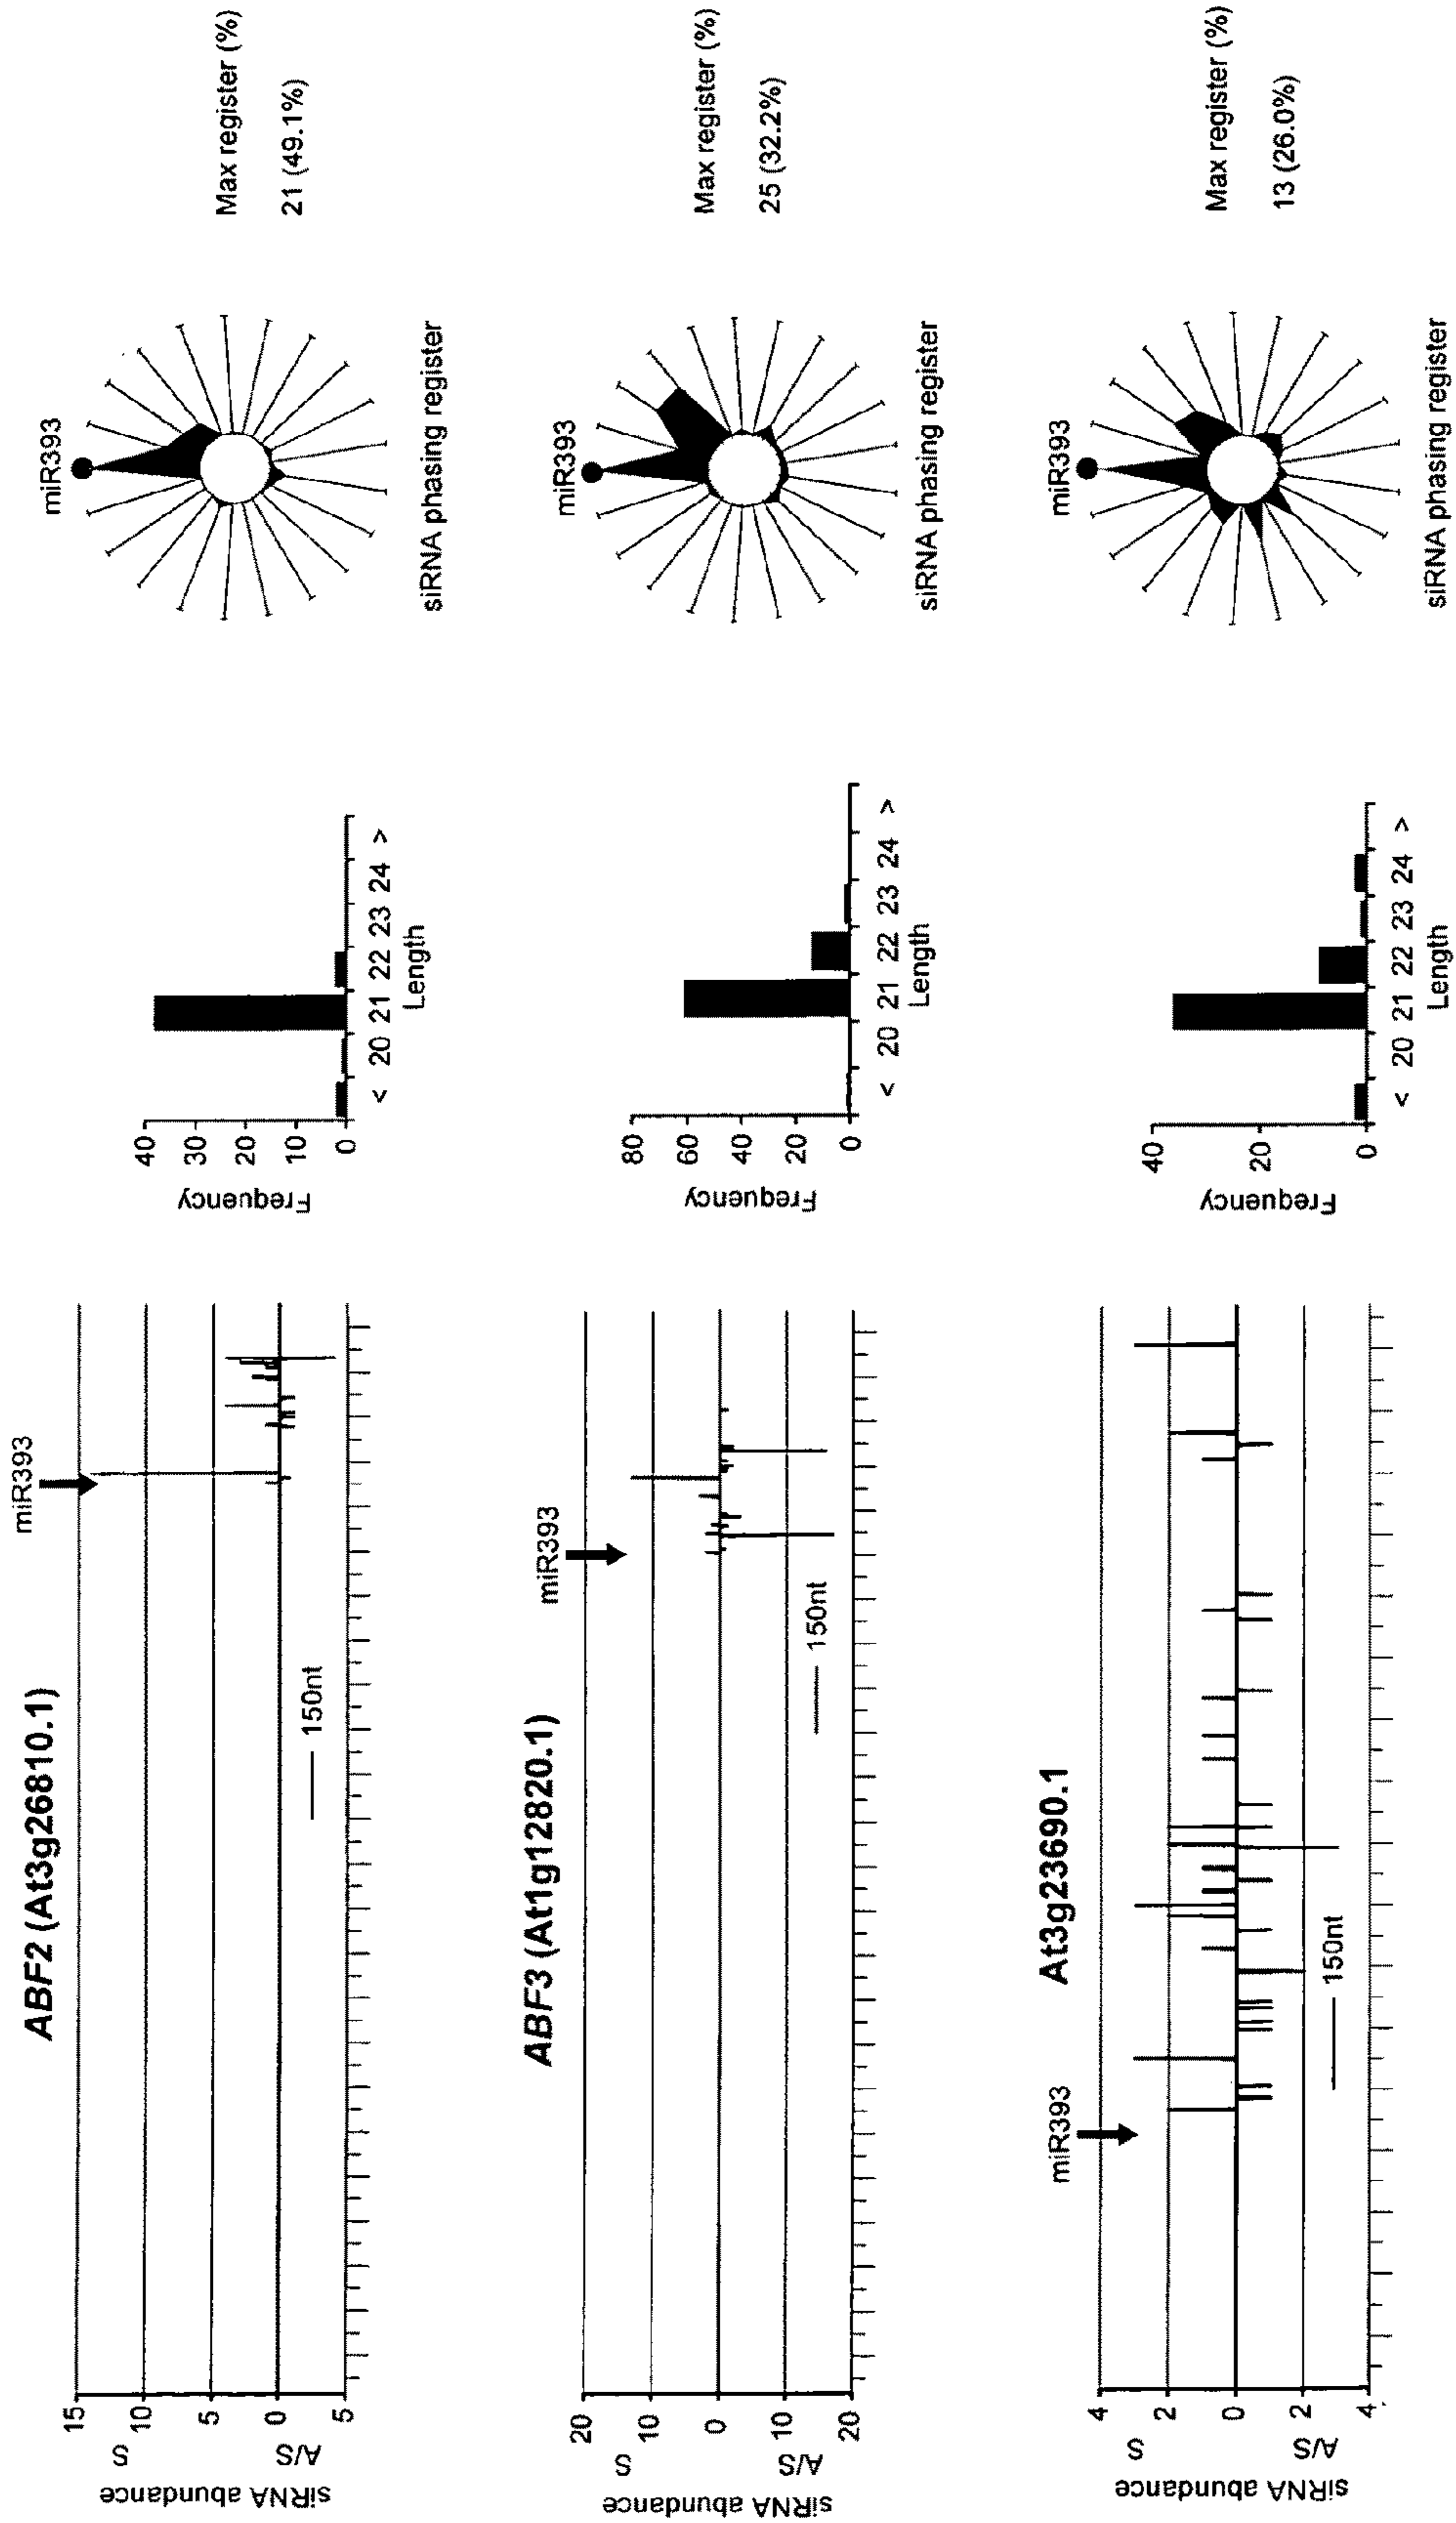 ABF2 (At3g26810.1)
miR393
siRNA abundance
S
A/S
15
10
5
0
5
150nt
Frequency
40
30
20
10
0
< 20 21 22 23 24 >
Length
miR393
siRNA phasing register
Max register (%)
21 (49.1%)
ABF3 (At1g12820.1)
miR393
siRNA abundance
S
A/S
20
10
0
10
20
150nt
Frequency
80
60
40
20
0
< 20 21 22 23 24 >
Length
miR393
siRNA phasing register
Max register (%)
25 (32.2%)
At3g23690.1
miR393
siRNA abundance
S
A/S
4
2
0
2
4
150nt
Frequency
40
20
0
< 20 21 22 23 24 >
Length
miR393
siRNA phasing register
Max register (%)
13 (26.0%)